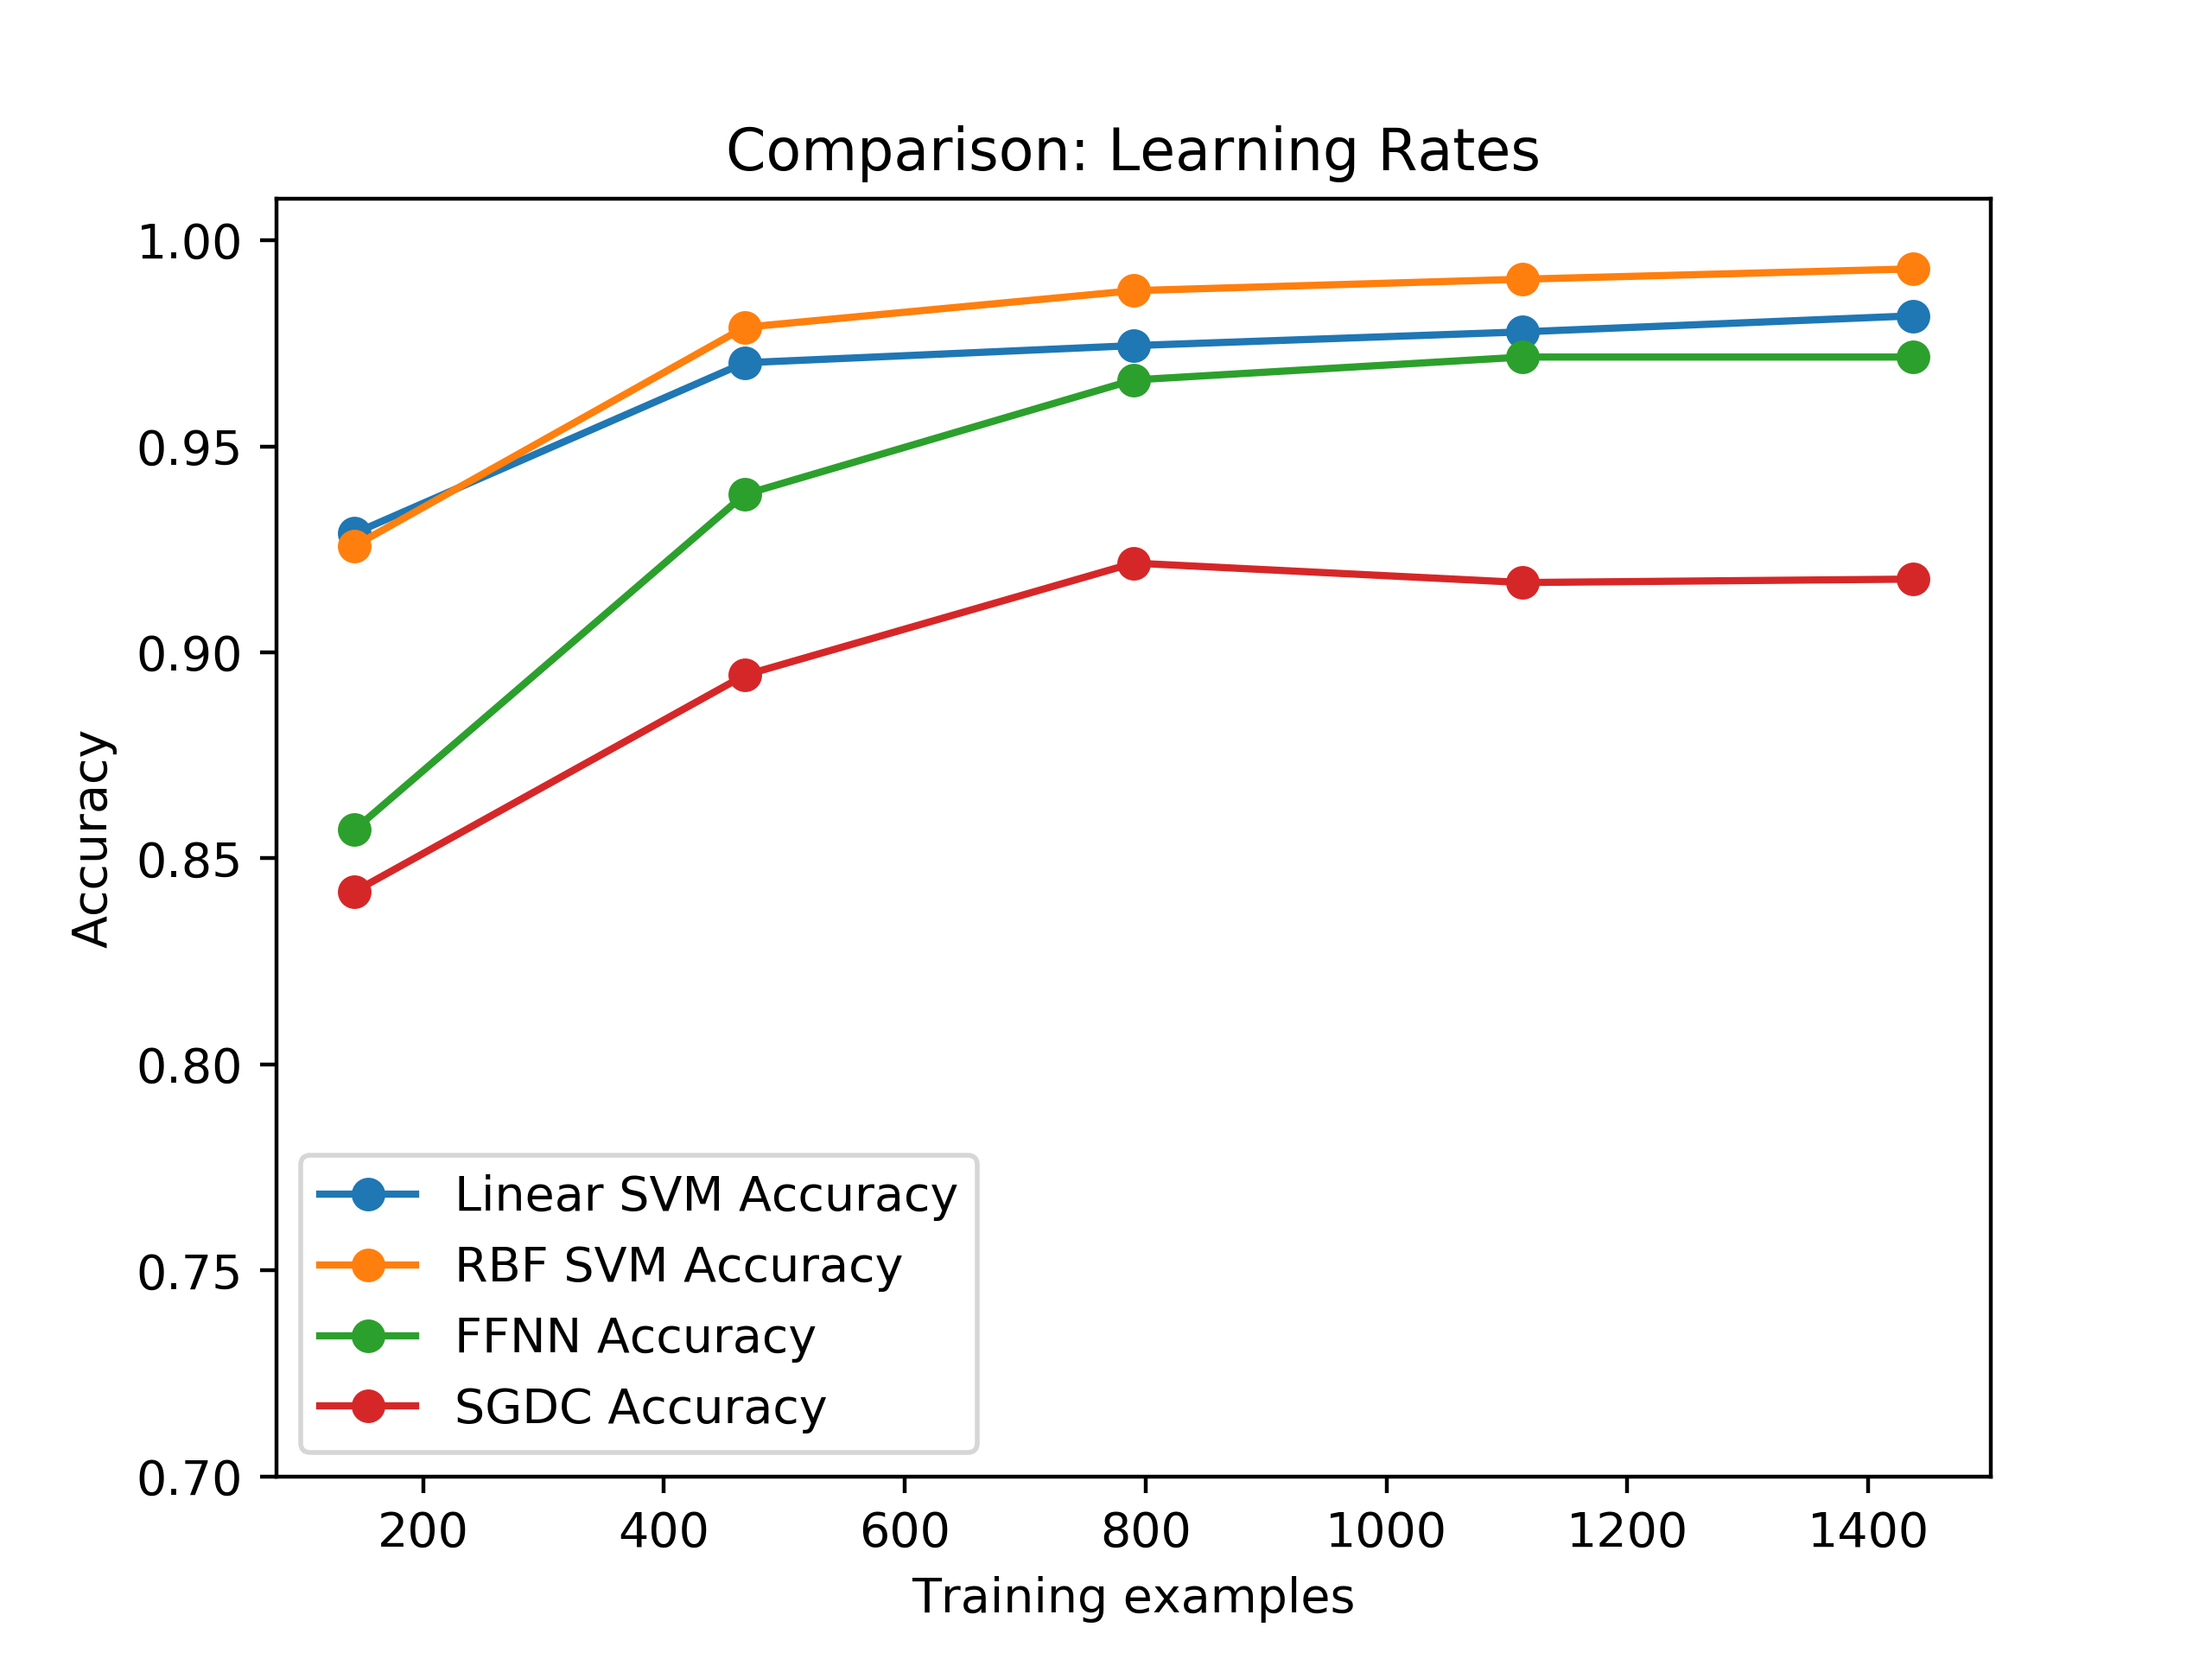 Comparison: Learning Rates
1.00
0.95
0.90
0.85
0.80
0.75
0.70
Accuracy
Linear SVM Accuracy
RBF SVM Accuracy
FFNN Accuracy
SGDC Accuracy
200 400 600 800 1000 1200 1400
Training examples